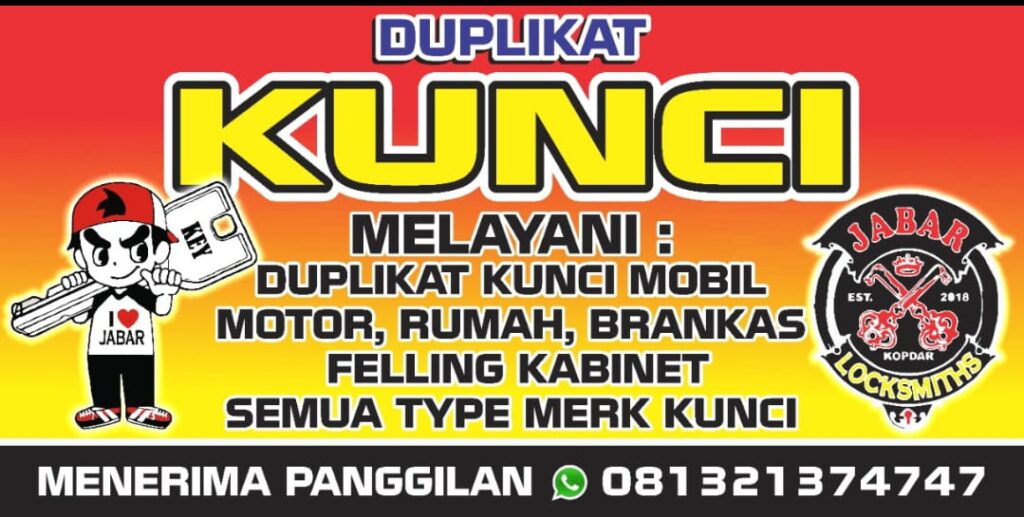 DUPLIKAT
KUNCI
MELAYANI :
DUPLIKAT KUNCI MOBIL
MOTOR, RUMAH, BRANKAS
FELLING KABINET
SEMUA TYPE MERK KUNCI
KEY
I ❤ JABAR
JABAR
EST. 2018
KOPDAR
LOCKSMITHS
MENERIMA PANGGILAN 081321374747